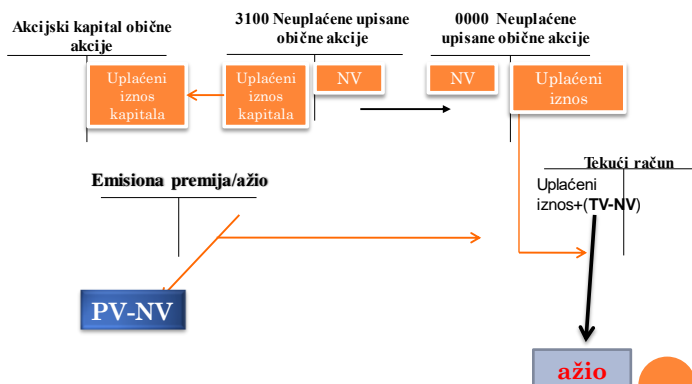 Akcijski kapital obične
akcije
3100 Neuplaćene upisane
obične akcije
0000 Neuplaćene
upisane obične akcije
Uplaćeni
iznos
kapitala
Uplaćeni
iznos
kapitala
NV
NV
Uplaćeni
iznos
Emisiona premija/ažio
Tekući račun
Uplaćeni
iznos+(TV-NV)
PV-NV
ažio